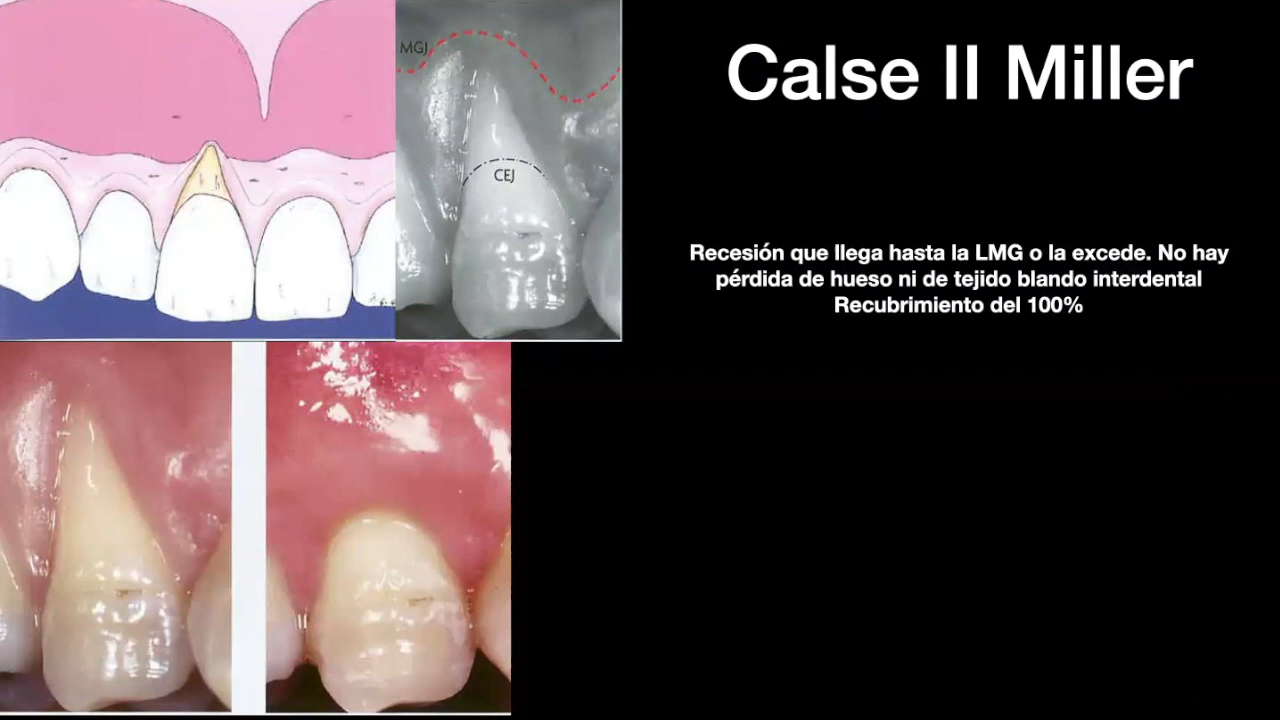 MGJ
CEJ
Calse II Miller
Recesión que llega hasta la LMG o la excede. No hay
pérdida de hueso ni de tejido blando interdental
Recubrimiento del 100%